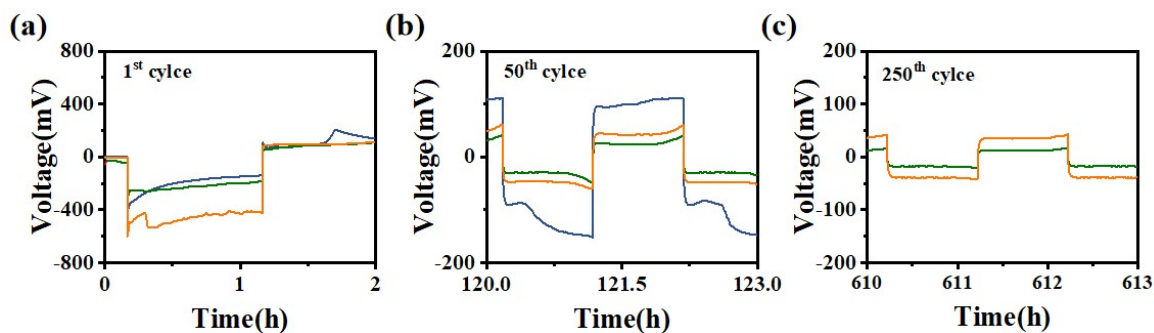 (a)
1st cylce
Voltage(mV)
800
400
0
-400
-800
0
1
2
Time(h)
(b)
50th cylce
Voltage(mV)
200
100
0
-100
-200
120.0
121.5
123.0
Time(h)
(c)
250th cylce
Voltage(mV)
200
100
0
-100
-200
610
611
612
613
Time(h)